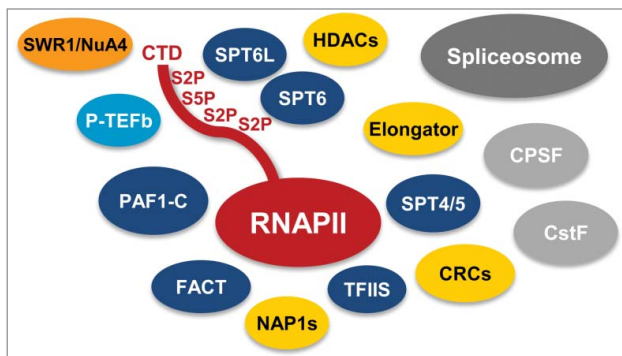 SWR1/NuA4
CTD
SPT6L
HDACs
Spliceosome
S2P
S5P
S2P
S2P
SPT6
P-TEFb
Elongator
CPSF
PAF1-C
RNAPII
SPT4/5
CstF
FACT
TFIIS
CRCs
NAP1s